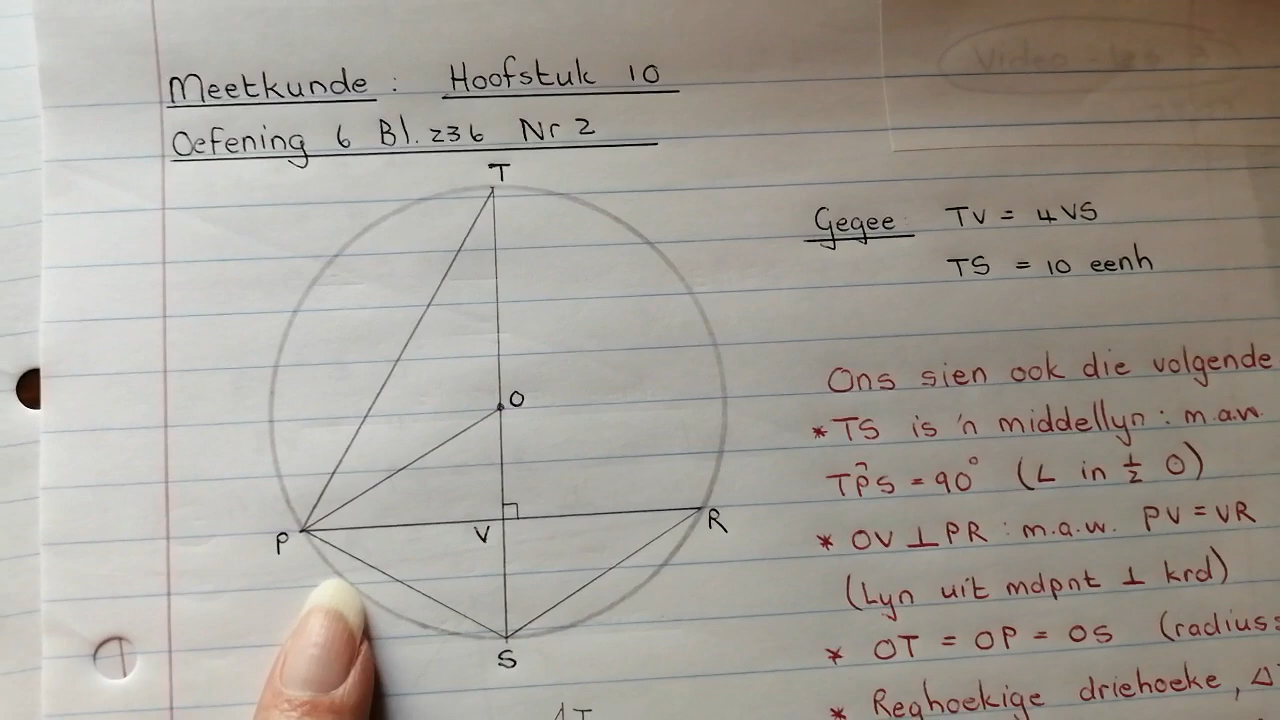 Meetkunde : Hoofstuk 10
Oefening 6 Bl. 236 Nr 2
T
O
P
V
R
S
Gegee TV = 4VS
TS = 10 eenh
Ons sien ook die volgende
* TS is 'n middellyn : m.a.w.
TP̂S = 90° (L in ½ O)
* OV ⊥ PR : m.a.w. PV = VR
(Lyn uit mdpnt ⊥ krd)
* OT = OP = OS (radiuss
* Reghoekige driehoeke, Δ